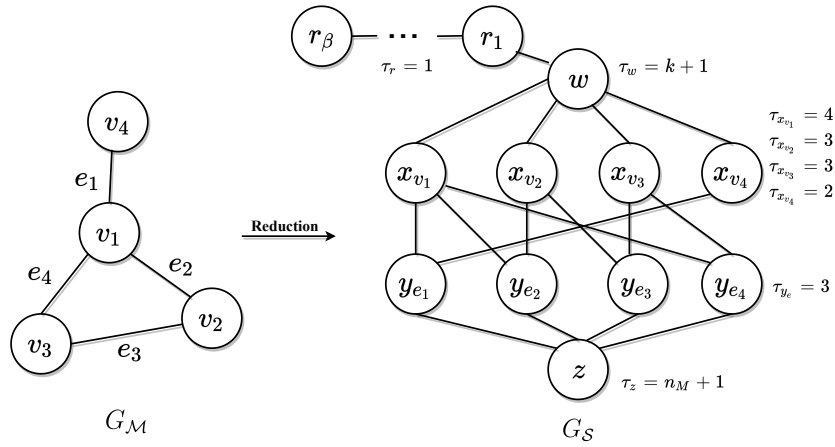 r_β ⋯ r_1
τ_r = 1
w
τ_w = k + 1
v_4
e_1
v_1
e_4
e_2
v_3
v_2
e_3
G_ℳ
Reduction
x_{v_1} x_{v_2} x_{v_3} x_{v_4}
τ_{x_{v_1}} = 4
τ_{x_{v_2}} = 3
τ_{x_{v_3}} = 3
τ_{x_{v_4}} = 2
y_{e_1} y_{e_2} y_{e_3} y_{e_4}
τ_{y_e} = 3
z
τ_z = n_M + 1
G_𝒮